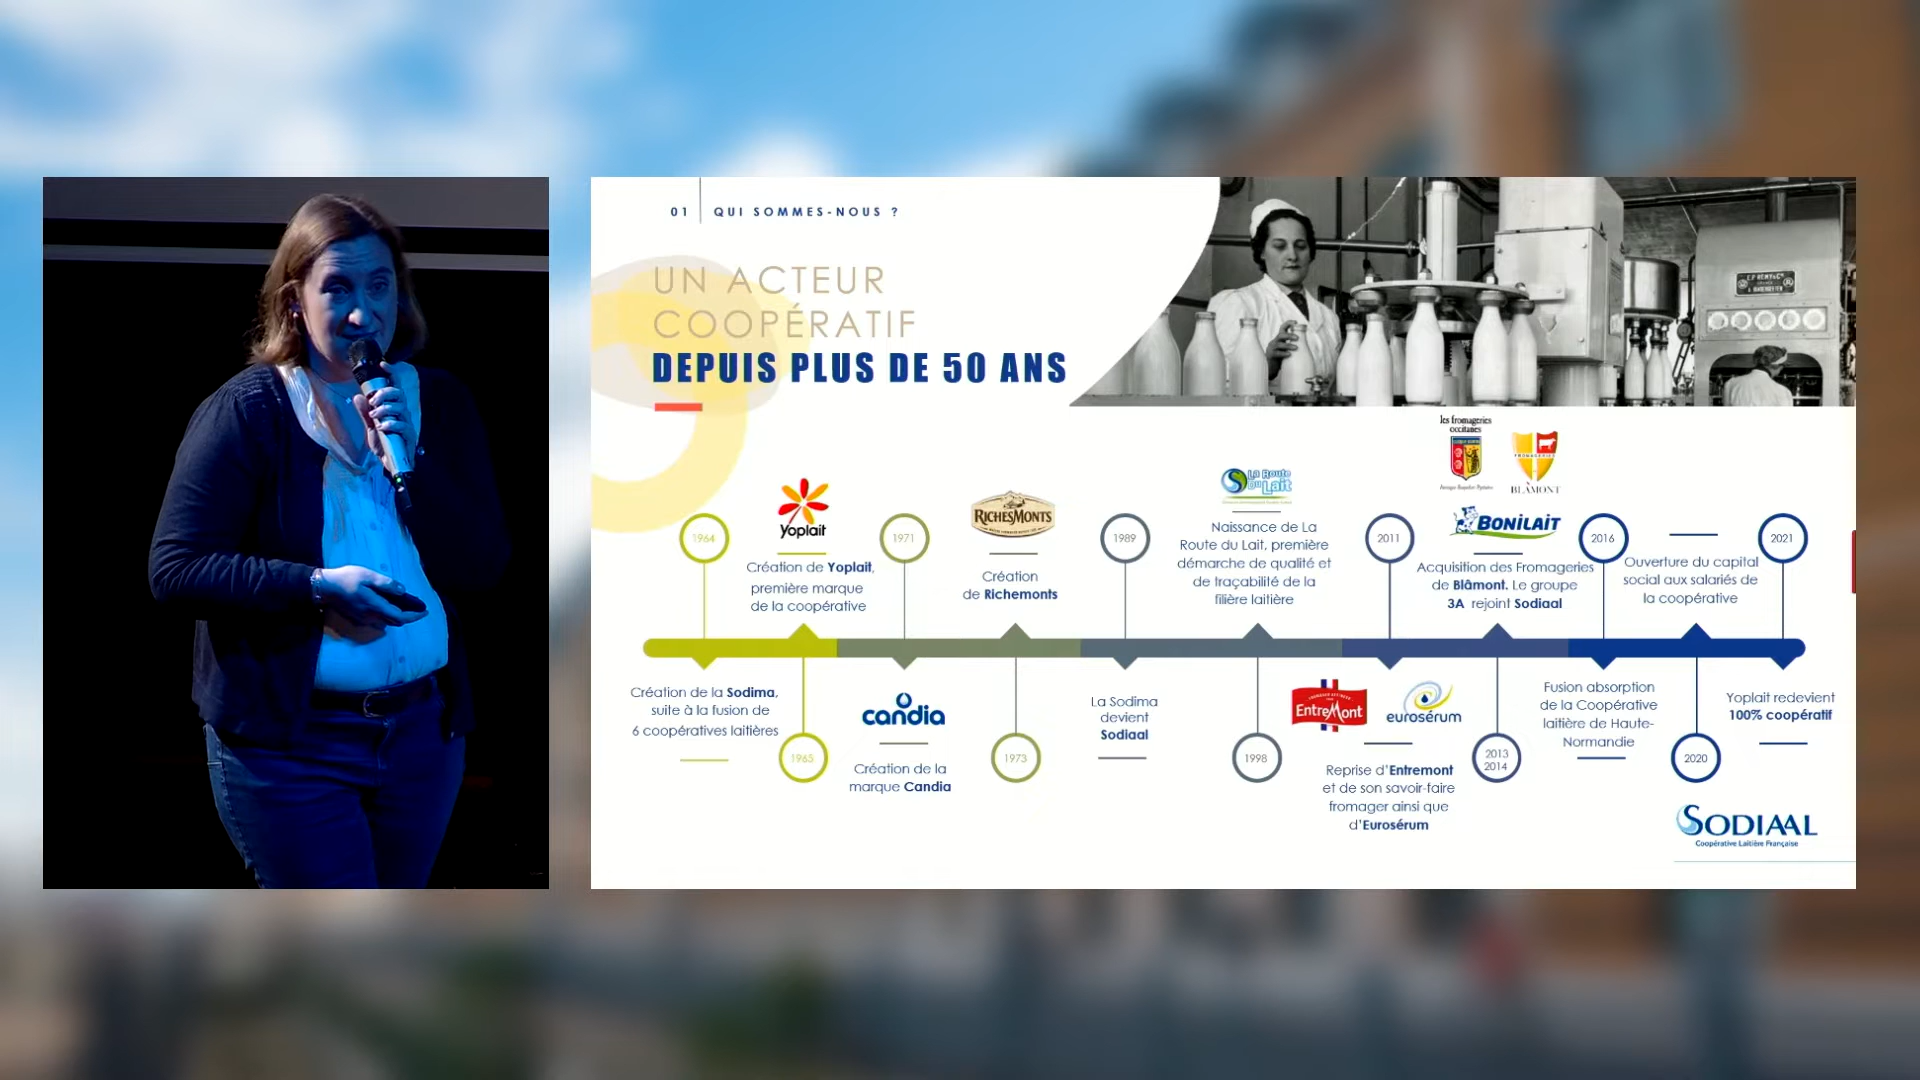 01 QUI SOMMES-NOUS ?
UN ACTEUR
COOPÉRATIF
DEPUIS PLUS DE 50 ANS
1964
Création de la Sodima,
suite à la fusion de
6 coopératives laitières
Yoplait
Création de Yoplait,
première marque
de la coopérative
1965
1971
candia
Création de la
marque Candia
RICHESMONTS
Création
de Richemonts
1973
1989
La Sodima
devient
Sodiaal
La Route
Du Lait
Naissance de La
Route du Lait, première
démarche de qualité et
de traçabilité de la
filière laitière
1998
2011
EntreMont
eurosérum
Reprise d'Entremont
et de son savoir-faire
fromager ainsi que
d'Eurosérum
les fromageries
occitanes
FROMAGERIES
BLÂMONT
BONILAIT
Acquisition des Fromageries
de Blâmont. Le groupe
3A rejoint Sodiaal
2013
2014
2016
Fusion absorption
de la Coopérative
laitière de Haute-
Normandie
Ouverture du capital
social aux salariés de
la coopérative
2020
2021
Yoplait redevient
100% coopératif
SODIAAL
Coopérative Laitière Française